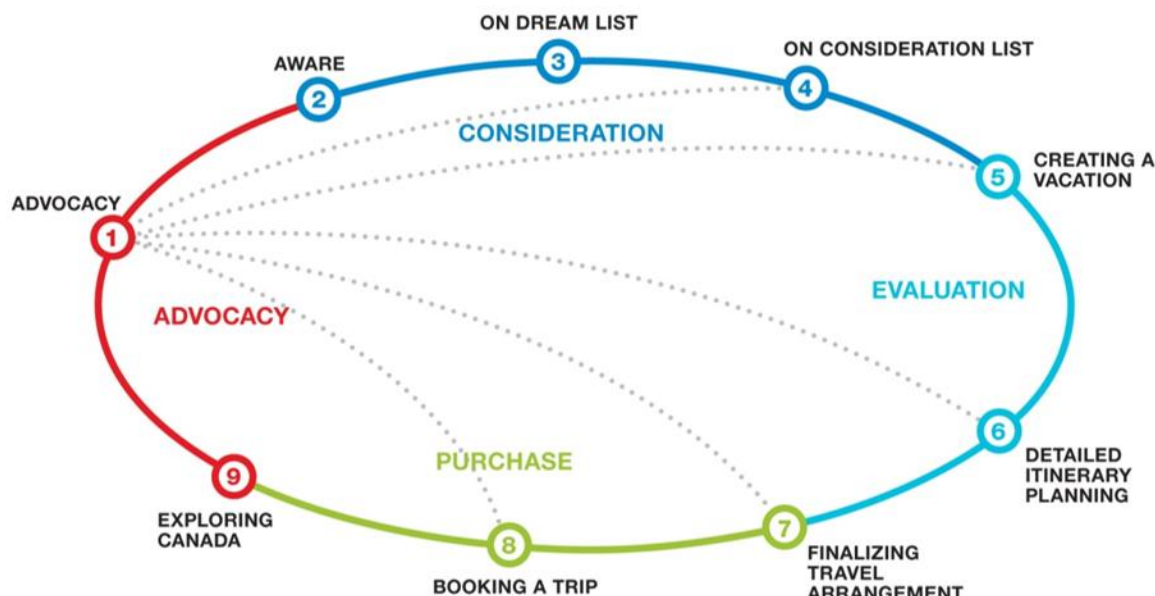 ON DREAM LIST
3
AWARE
2
ON CONSIDERATION LIST
4
CONSIDERATION
5
CREATING A
VACATION
ADVOCACY
1
ADVOCACY
EVALUATION
6
DETAILED
ITINERARY
PLANNING
PURCHASE
9
EXPLORING
CANADA
8
BOOKING A TRIP
7
FINALIZING
TRAVEL
ARRANGEMENT